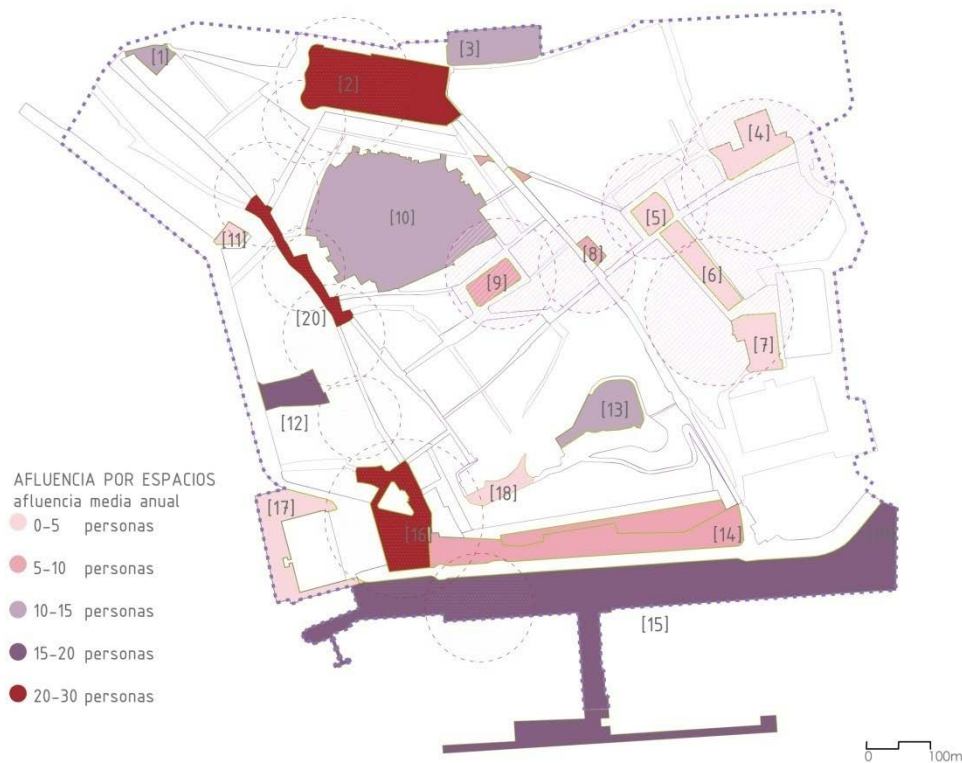 [1]
[2]
[3]
[4]
[5]
[6]
[7]
[8]
[9]
[10]
[11]
[20]
[12]
[13]
[18]
[17]
[16]
[14]
[15]
AFLUENCIA POR ESPACIOS
afluencia media anual
0-5 personas
5-10 personas
10-15 personas
15-20 personas
20-30 personas
0 100m